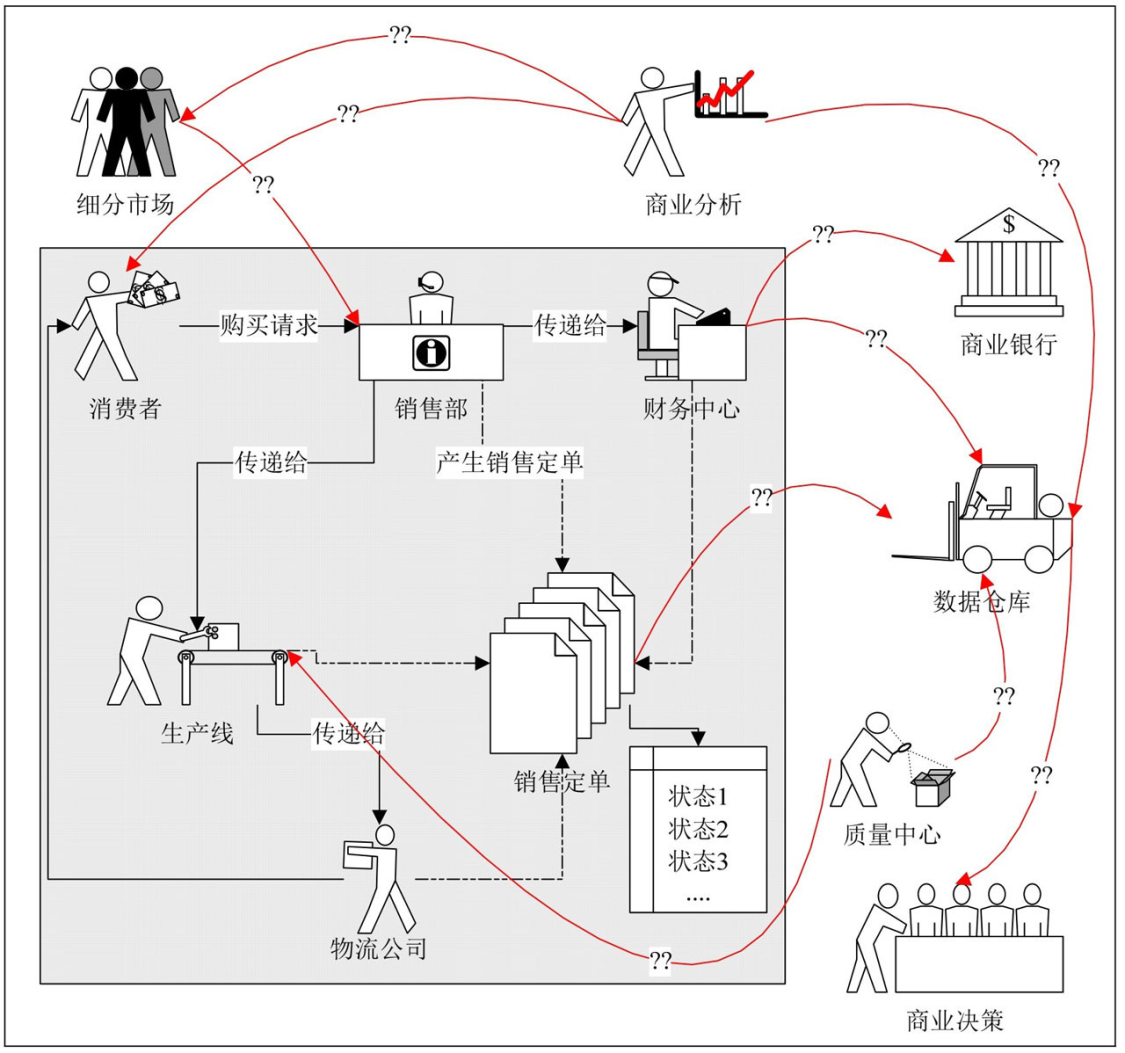 ??
??
??
细分市场
商业分析
??
$
??
商业银行
购买请求
传递给
??
消费者
销售部
财务中心
传递给
产生销售定单
??
数据仓库
生产线
传递给
??
销售定单
状态1
状态2
状态3
....
??
质量中心
物流公司
??
商业决策